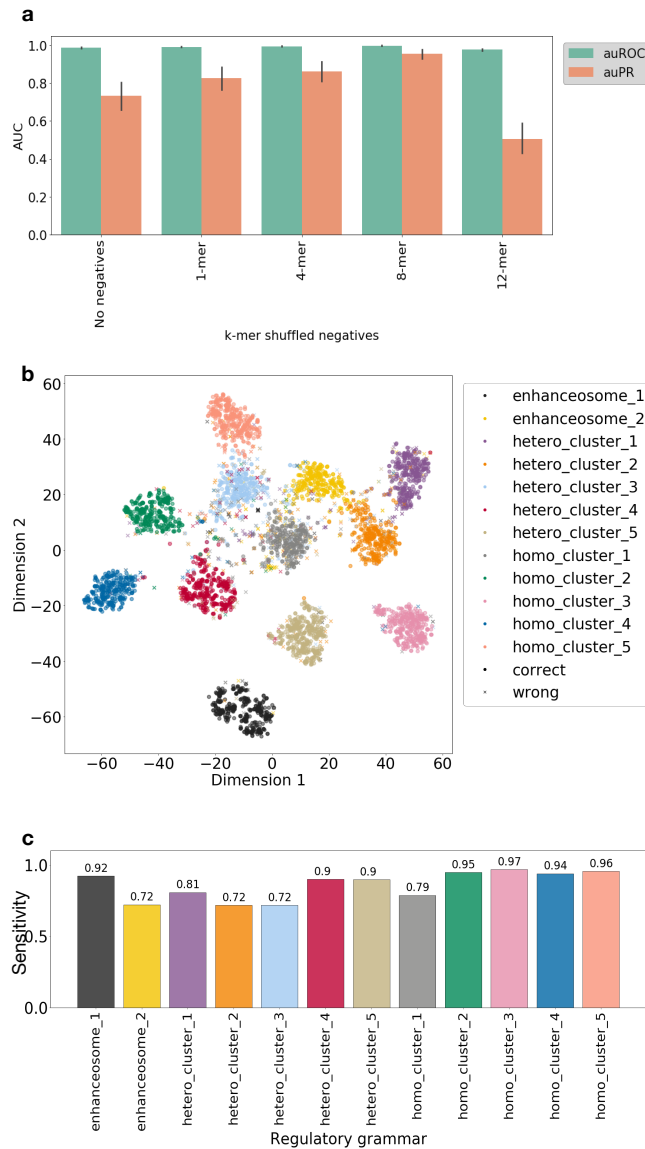 a
1.0
0.8
0.6
0.4
0.2
0.0
AUC
No negatives
1-mer
4-mer
8-mer
12-mer
k-mer shuffled negatives
auROC
auPR
b
60
40
20
0
−20
−40
−60
Dimension 2
−60
−40
−20
0
20
40
60
Dimension 1
enhanceosome_1
enhanceosome_2
hetero_cluster_1
hetero_cluster_2
hetero_cluster_3
hetero_cluster_4
hetero_cluster_5
homo_cluster_1
homo_cluster_2
homo_cluster_3
homo_cluster_4
homo_cluster_5
correct
wrong
c
1.0
0.5
0.0
Sensitivity
0.92
0.72
0.81
0.72
0.72
0.9
0.9
0.79
0.95
0.97
0.94
0.96
enhanceosome_1
enhanceosome_2
hetero_cluster_1
hetero_cluster_2
hetero_cluster_3
hetero_cluster_4
hetero_cluster_5
homo_cluster_1
homo_cluster_2
homo_cluster_3
homo_cluster_4
homo_cluster_5
Regulatory grammar